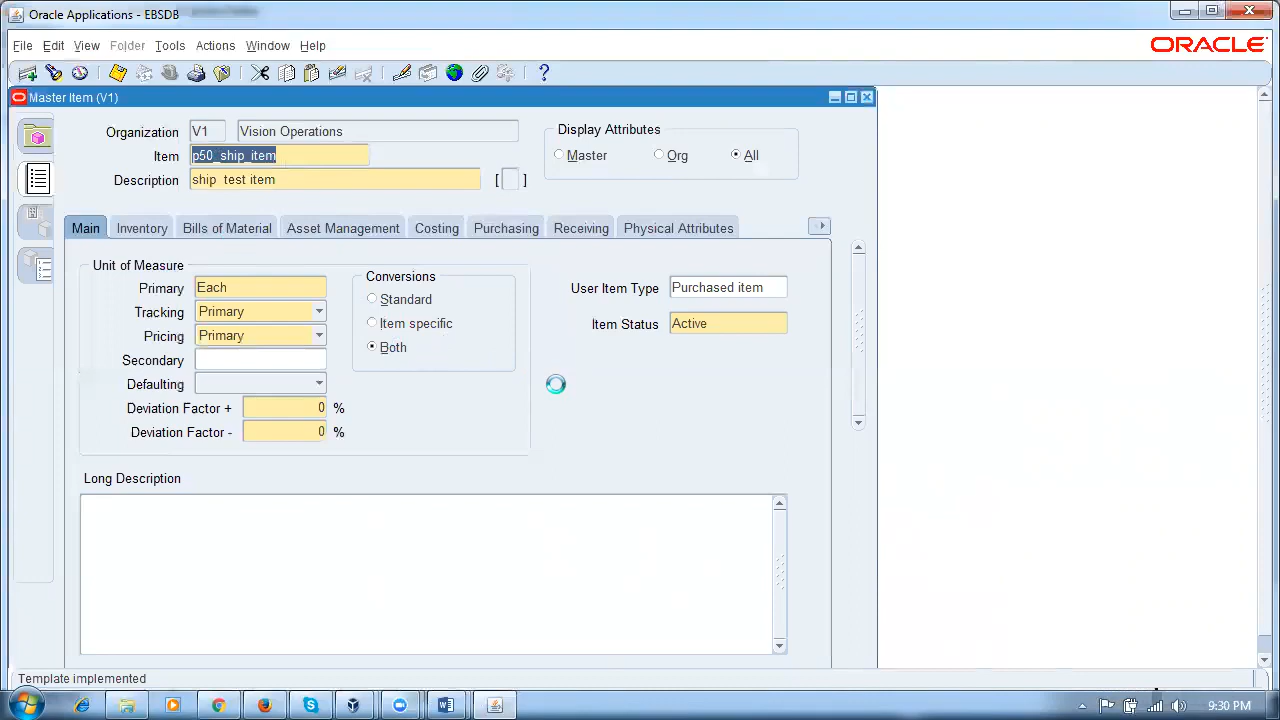 Oracle Applications - EBSDB
File Edit View Folder Tools Actions Window Help
ORACLE
Master Item (V1)
Organization V1 Vision Operations
Item p50_ship_item
Description ship test item [ ]
Display Attributes
Master Org All
Main Inventory Bills of Material Asset Management Costing Purchasing Receiving Physical Attributes
Unit of Measure
Primary Each
Tracking Primary
Pricing Primary
Secondary
Defaulting
Deviation Factor + 0 %
Deviation Factor - 0 %
Conversions
Standard
Item specific
Both
User Item Type Purchased item
Item Status Active
Long Description
Template implemented
9:30 PM